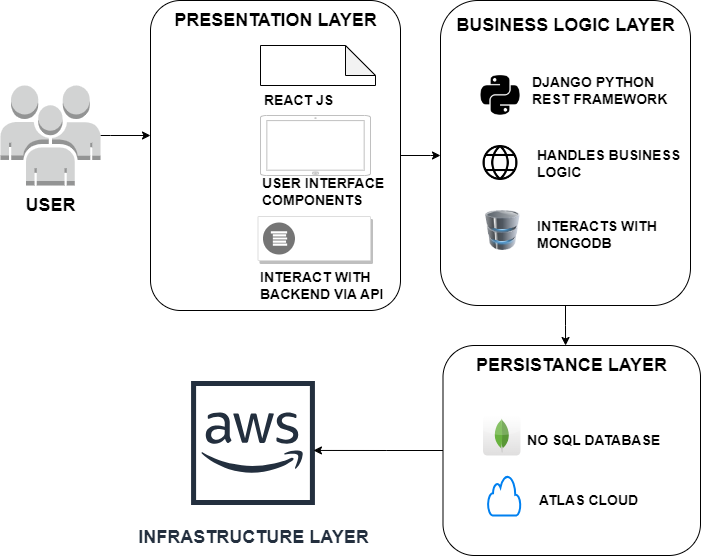 PRESENTATION LAYER
REACT JS
USER INTERFACE
COMPONENTS
INTERACT WITH
BACKEND VIA API
USER
BUSINESS LOGIC LAYER
DJANGO PYTHON
REST FRAMEWORK
HANDLES BUSINESS
LOGIC
INTERACTS WITH
MONGODB
PERSISTANCE LAYER
NO SQL DATABASE
ATLAS CLOUD
aws
INFRASTRUCTURE LAYER